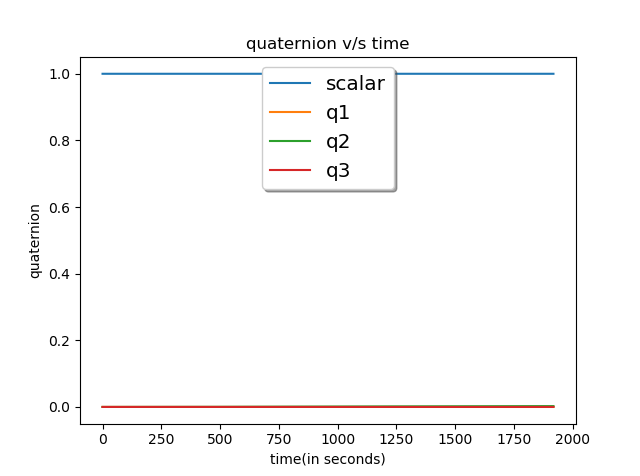 quaternion v/s time
1.0
0.8
0.6
0.4
0.2
0.0
quaternion
scalar
q1
q2
q3
0 250 500 750 1000 1250 1500 1750 2000
time(in seconds)